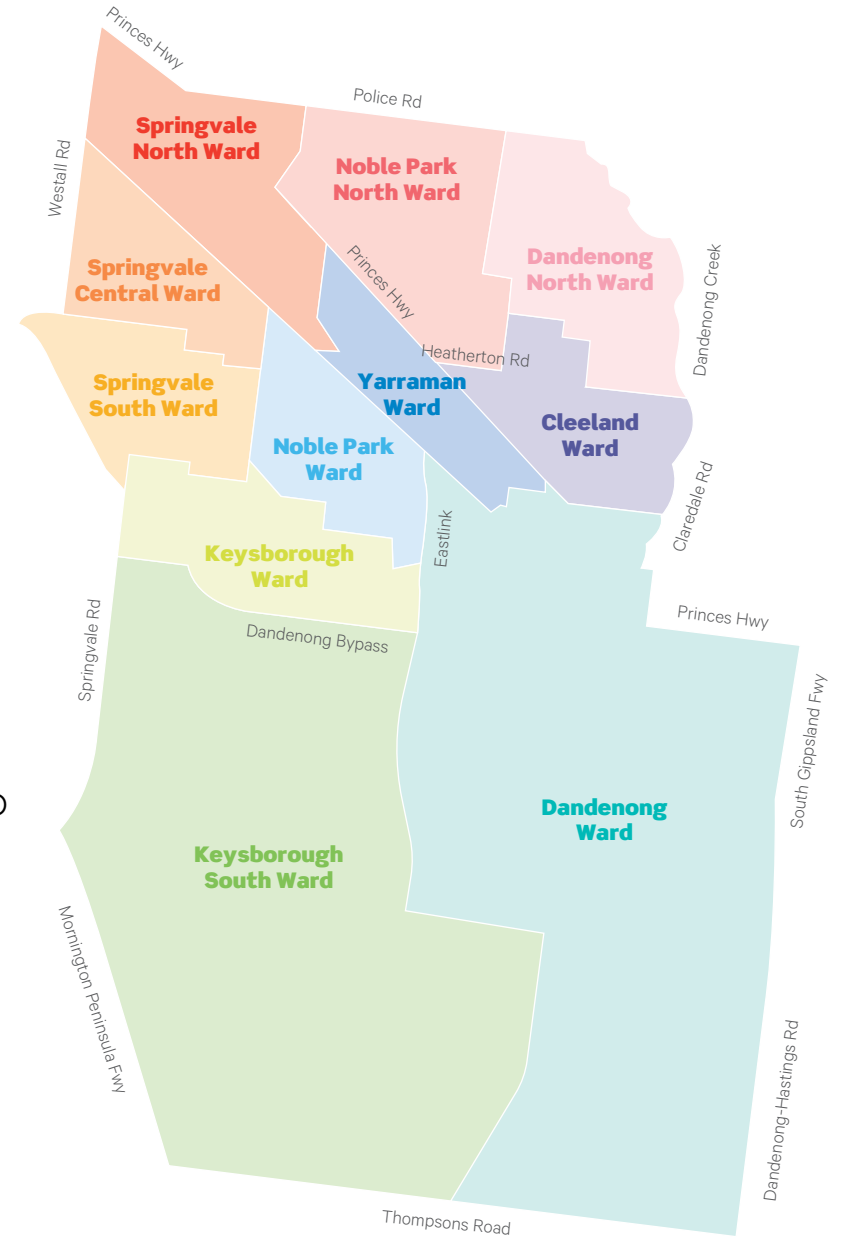 Princes Hwy
Police Rd
Springvale
North Ward
Westall Rd
Noble Park
North Ward
Dandenong
North Ward
Springvale
Central Ward
Princes Hwy
Dandenong Creek
Heatherton Rd
Springvale
South Ward
Yarraman
Ward
Cleeland
Ward
Noble Park
Ward
Claredale Rd
Eastlink
Keysborough
Ward
Princes Hwy
Dandenong Bypass
Springvale Rd
South Gippsland Fwy
Dandenong
Ward
Keysborough
South Ward
Mornington Peninsula Fwy
Dandenong-Hastings Rd
Thompsons Road